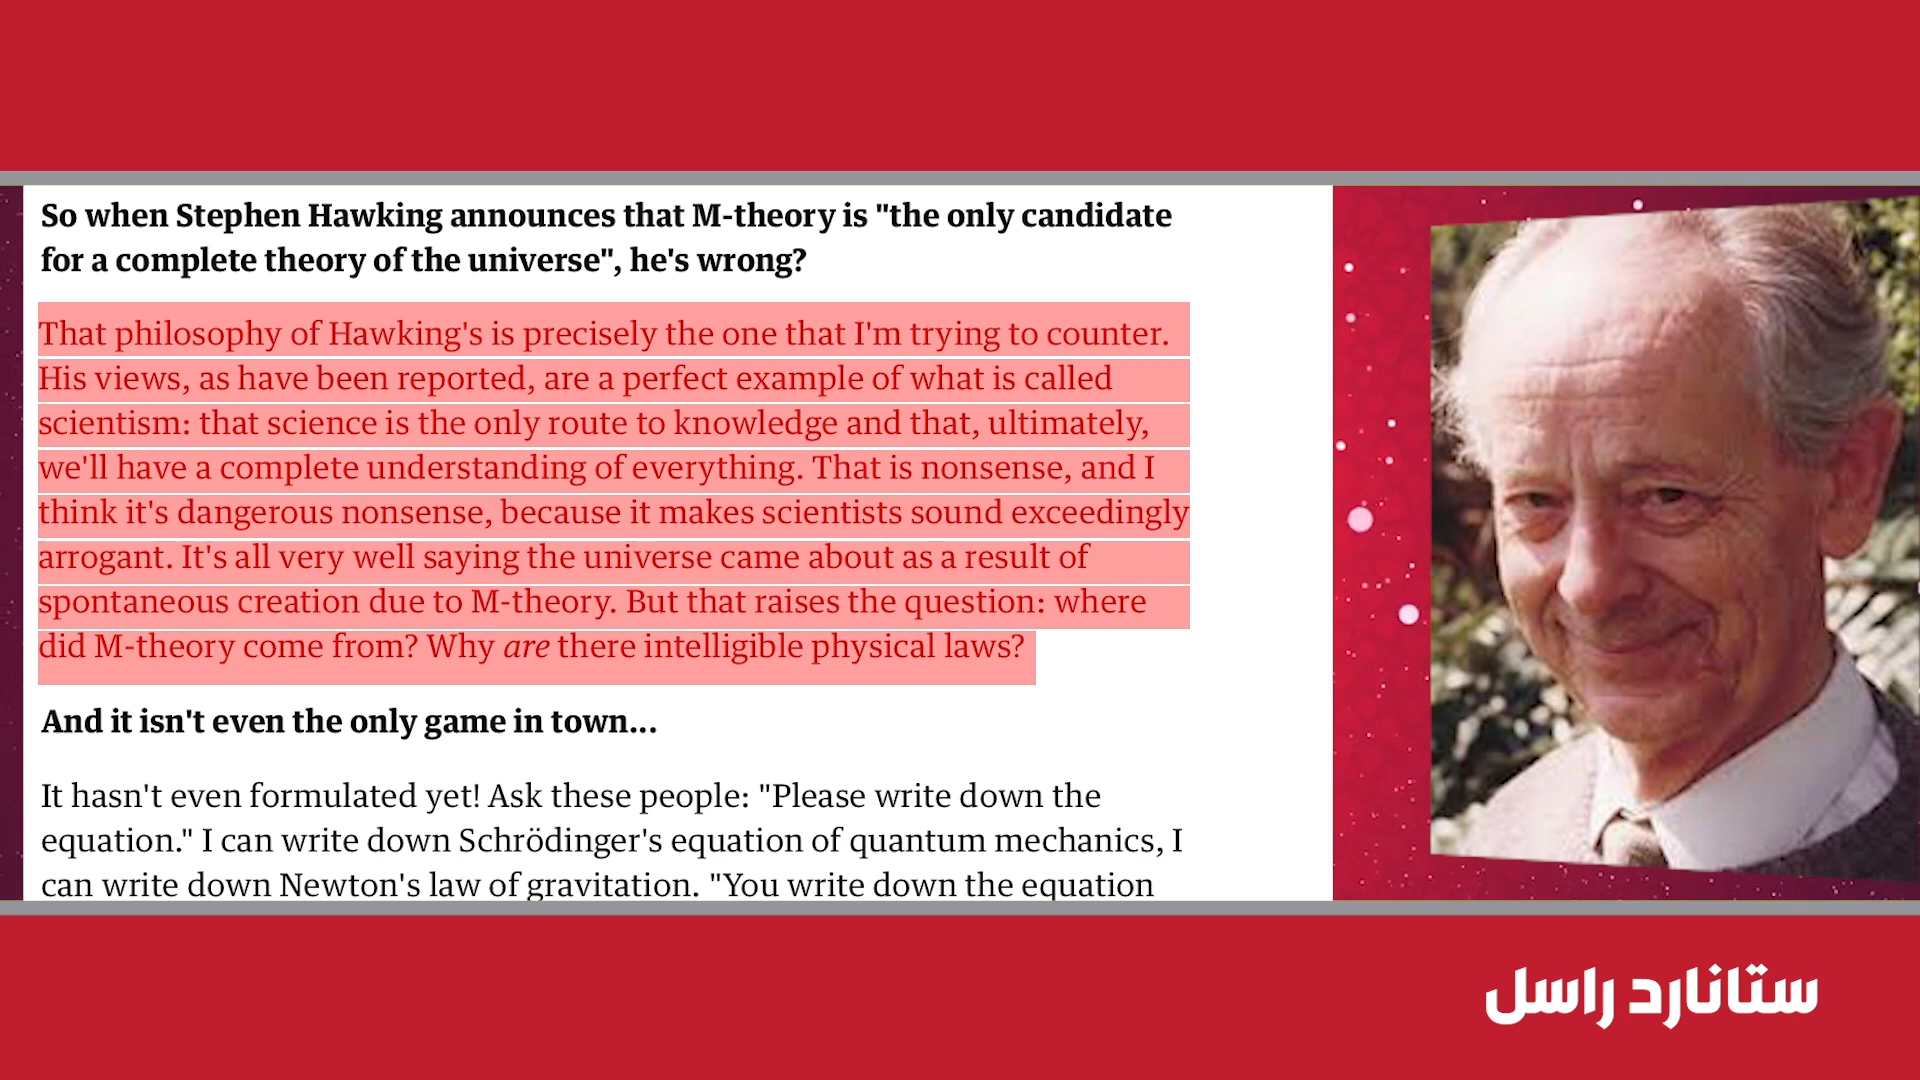 So when Stephen Hawking announces that M-theory is "the only candidate
for a complete theory of the universe", he's wrong?
That philosophy of Hawking's is precisely the one that I'm trying to counter.
His views, as have been reported, are a perfect example of what is called
scientism: that science is the only route to knowledge and that, ultimately,
we'll have a complete understanding of everything. That is nonsense, and I
think it's dangerous nonsense, because it makes scientists sound exceedingly
arrogant. It's all very well saying the universe came about as a result of
spontaneous creation due to M-theory. But that raises the question: where
did M-theory come from? Why are there intelligible physical laws?
And it isn't even the only game in town...
It hasn't even formulated yet! Ask these people: "Please write down the
equation." I can write down Schrödinger's equation of quantum mechanics, I
can write down Newton's law of gravitation. "You write down the equation
ستانارد راسل